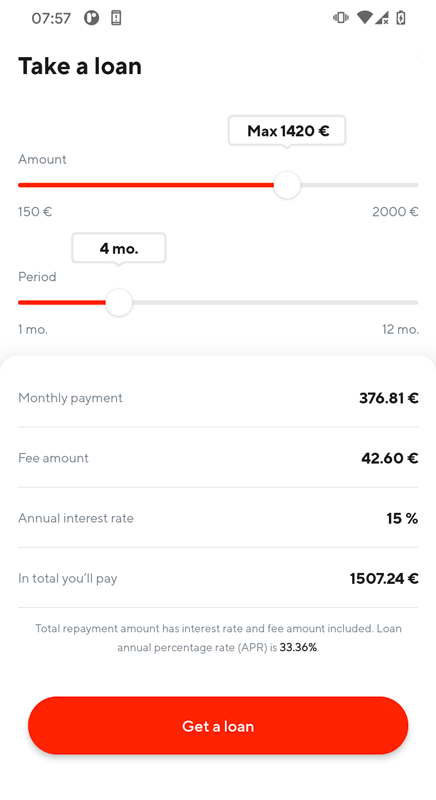 07:57
Take a loan
Max 1420 €
Amount
150 € 2000 €
4 mo.
Period
1 mo. 12 mo.
Monthly payment 376.81 €
Fee amount 42.60 €
Annual interest rate 15 %
In total you'll pay 1507.24 €
Total repayment amount has interest rate and fee amount included. Loan
annual percentage rate (APR) is 33.36%.
Get a loan